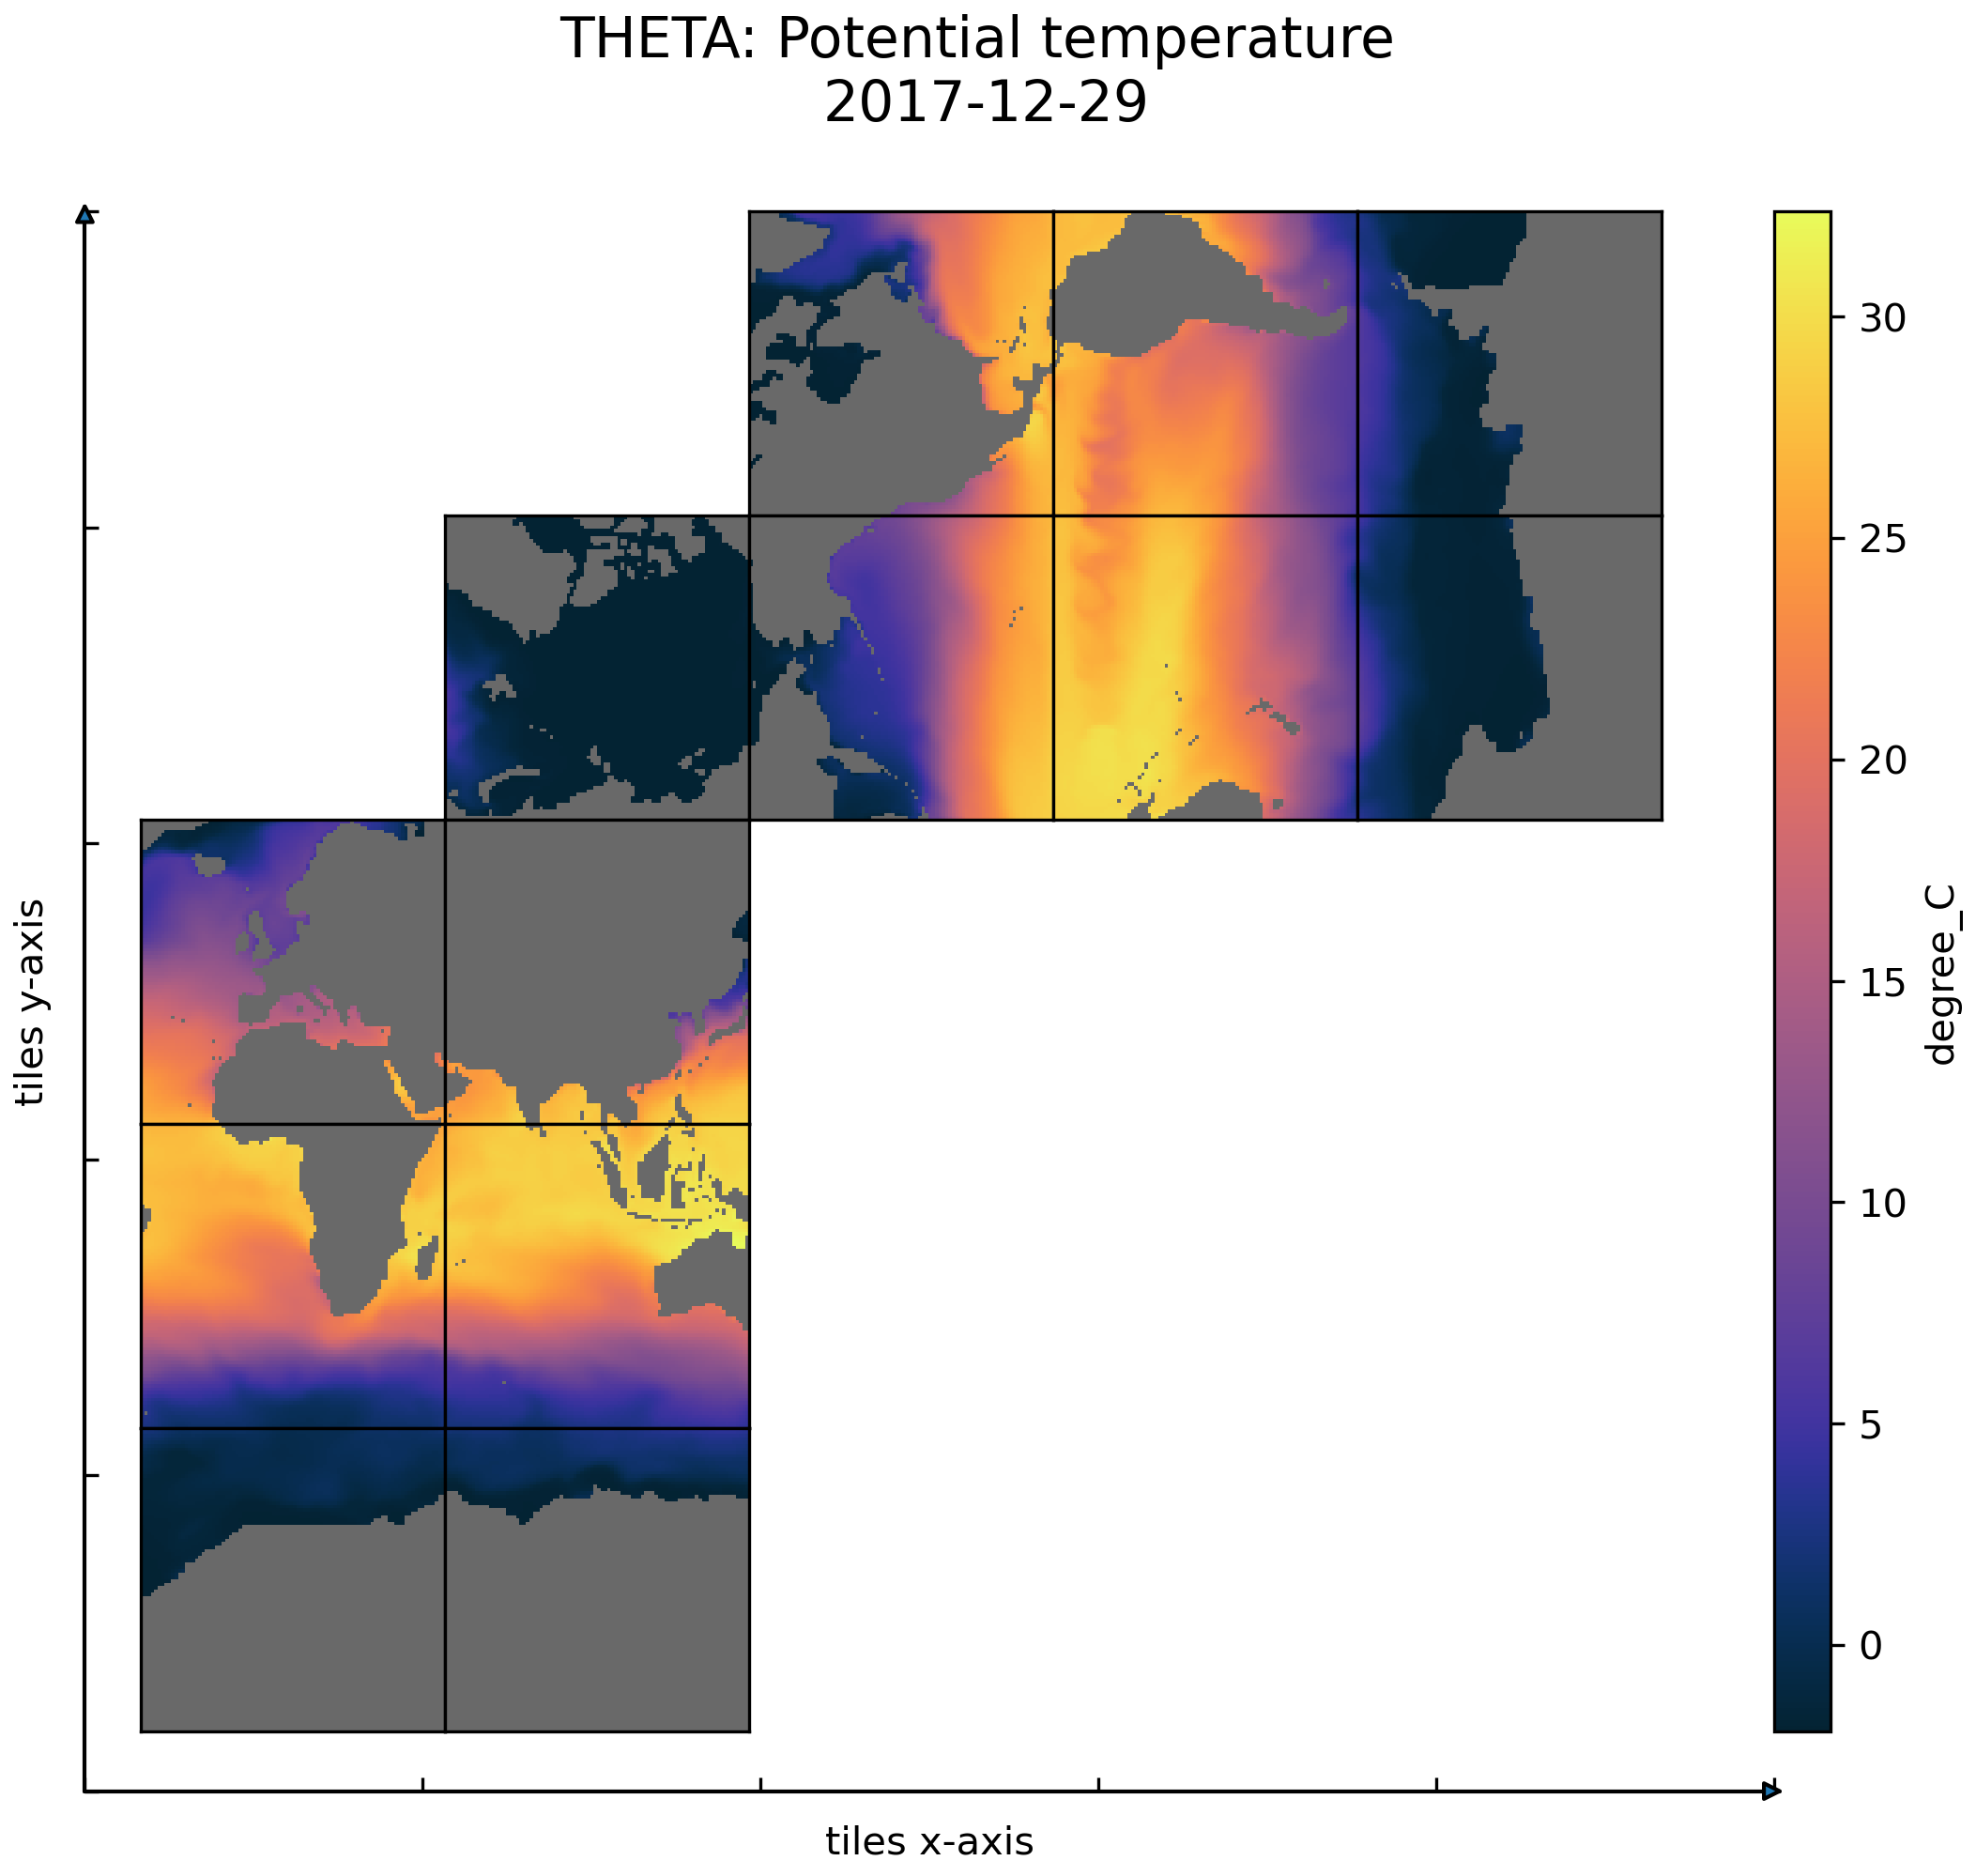 THETA: Potential temperature
2017-12-29
tiles y-axis
tiles x-axis
30
25
20
15
10
5
0
degree_C